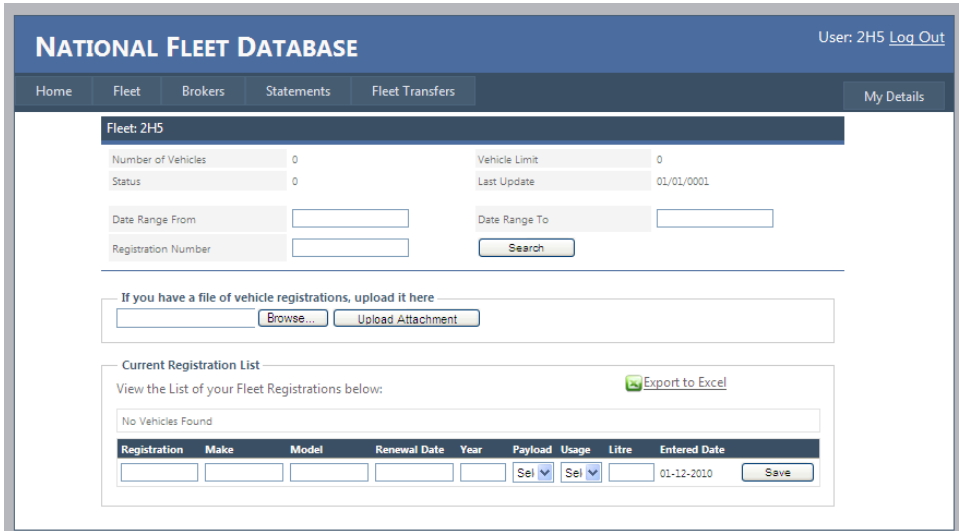 NATIONAL FLEET DATABASE
User: 2H5 Log Out
Home Fleet Brokers Statements Fleet Transfers My Details
Fleet: 2H5
Number of Vehicles 0 Vehicle Limit 0
Status 0 Last Update 01/01/0001
Date Range From Date Range To
Registration Number Search
If you have a file of vehicle registrations, upload it here
Browse... Upload Attachment
Current Registration List
View the List of your Fleet Registrations below: Export to Excel
No Vehicles Found
Registration Make Model Renewal Date Year Payload Usage Litre Entered Date
Sel Sel 01-12-2010 Save